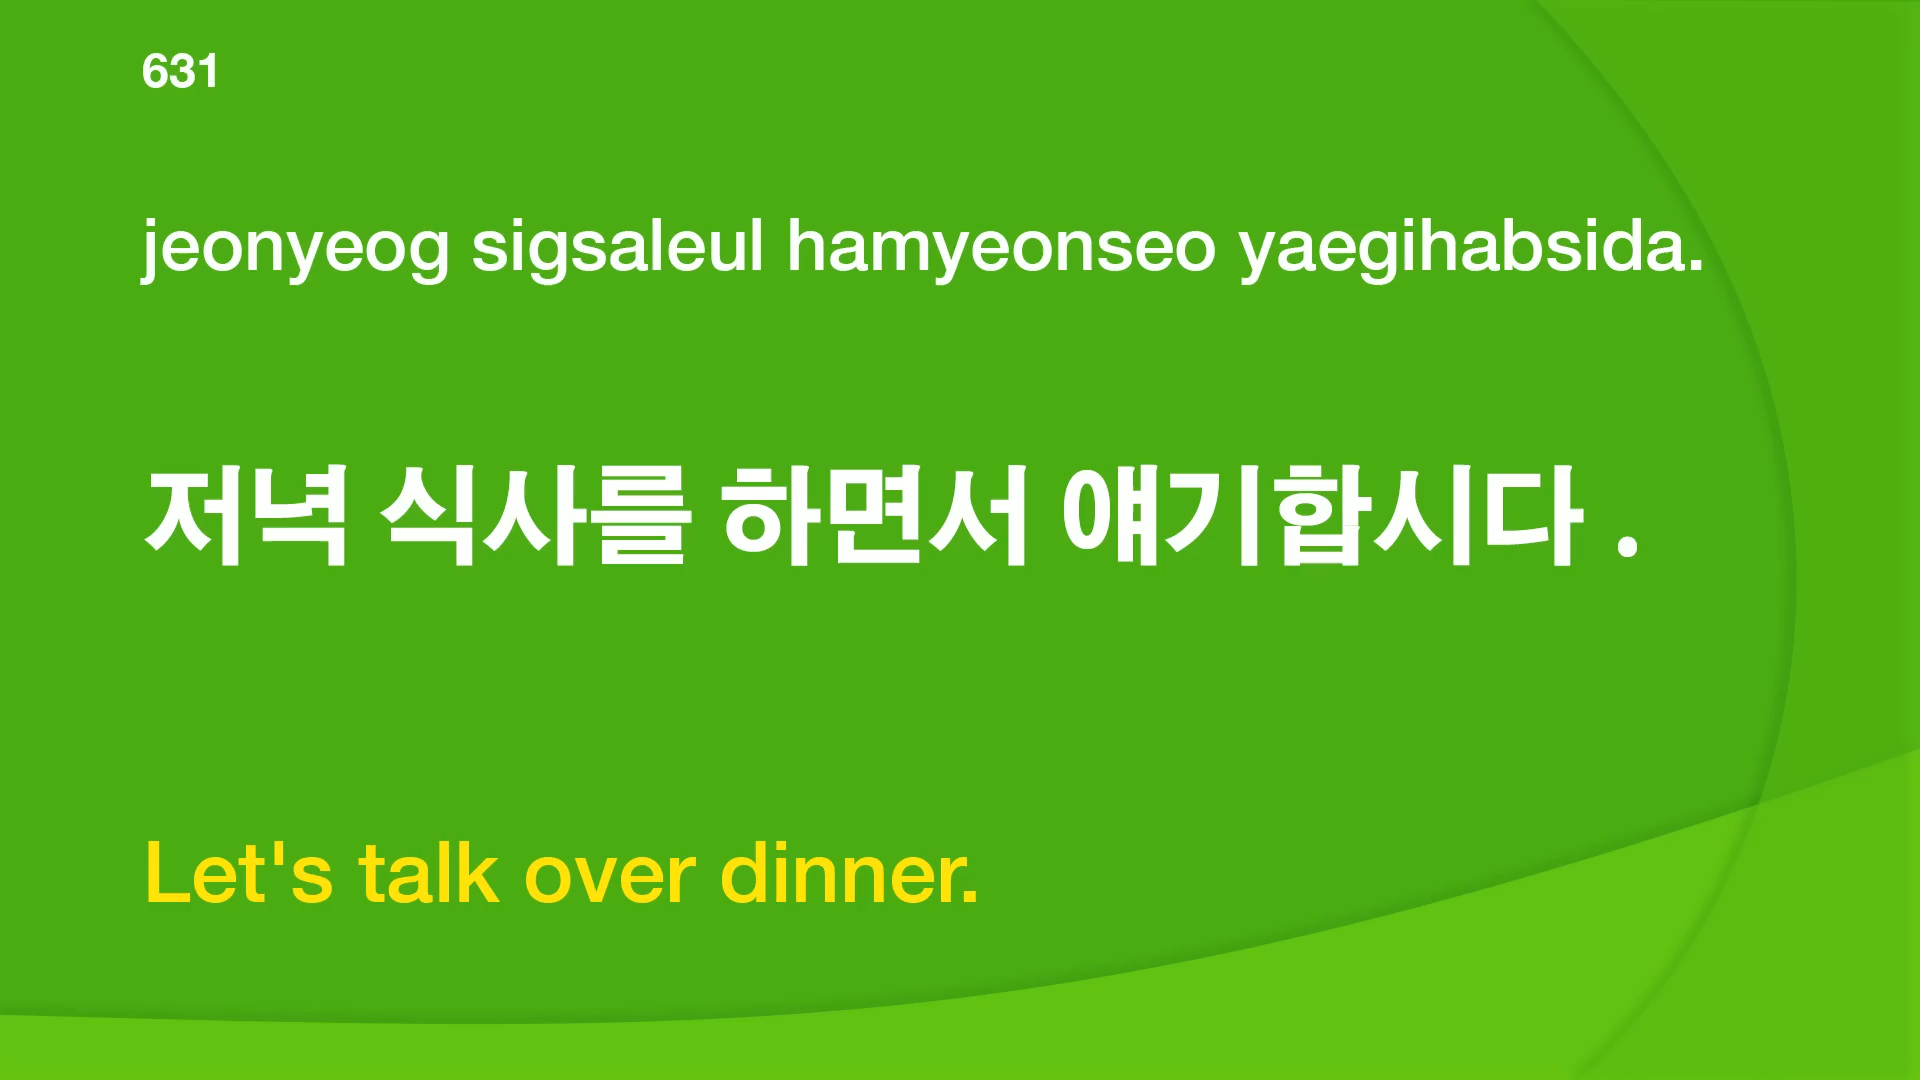 631
jeonyeog sigsaleul hamyeonseo yaegihabsida.
저녁 식사를 하면서 얘기합시다 .
Let's talk over dinner.